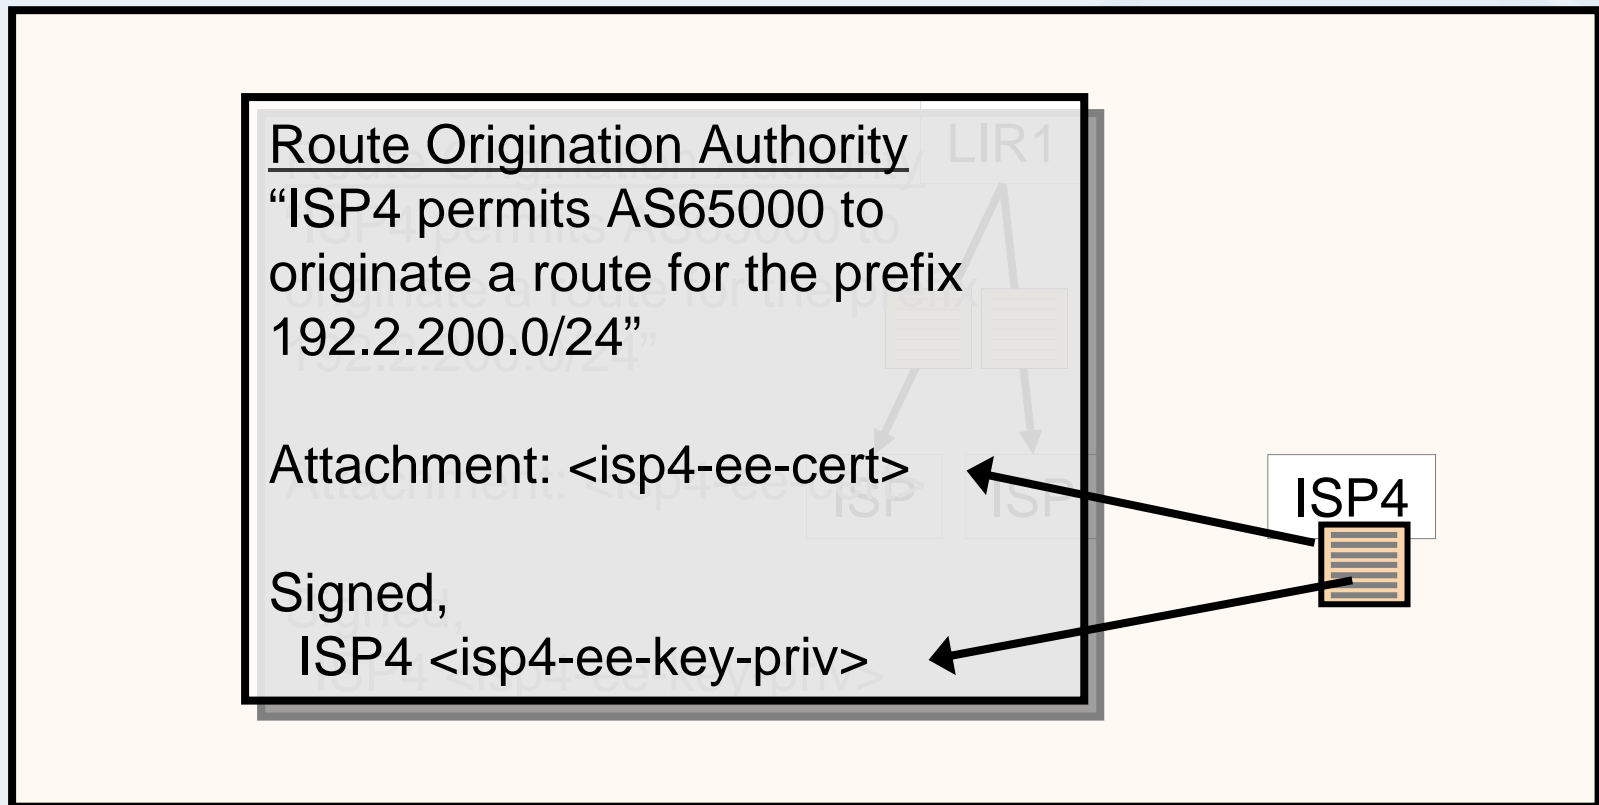 Route Origination Authority
“ISP4 permits AS65000 to
originate a route for the prefix
192.2.200.0/24”
Attachment: <isp4-ee-cert>
Signed,
ISP4 <isp4-ee-key-priv>
LIR1
ISP
ISP
ISP4